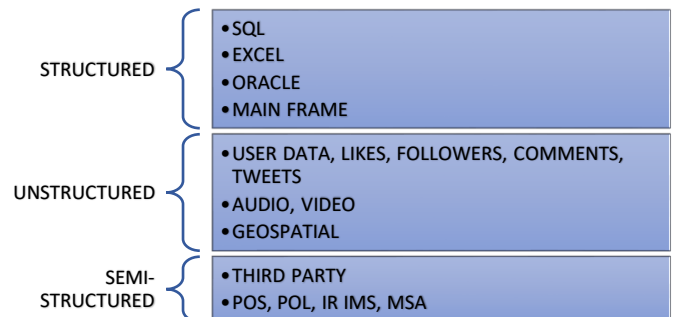 STRUCTURED
•SQL
•EXCEL
•ORACLE
•MAIN FRAME
UNSTRUCTURED
•USER DATA, LIKES, FOLLOWERS, COMMENTS,
TWEETS
•AUDIO, VIDEO
•GEOSPATIAL
SEMI-
STRUCTURED
•THIRD PARTY
•POS, POL, IR IMS, MSA